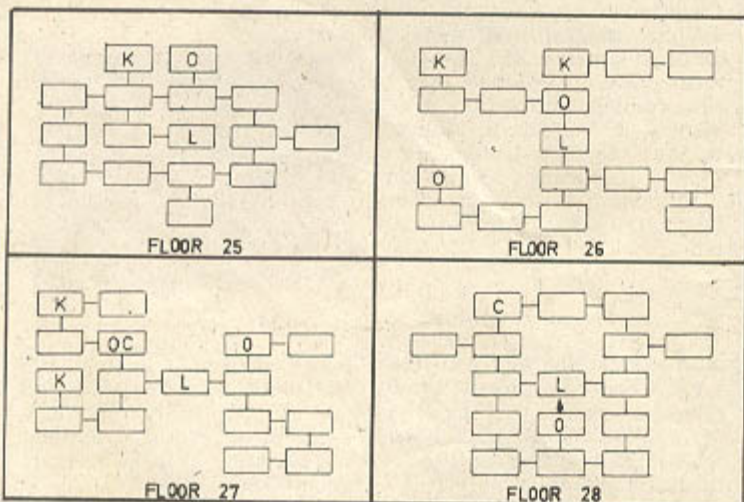 K O
L
FLOOR 25
K K
O
L
O
FLOOR 26
K
OC O
K L
FLOOR 27
C
L
O
FLOOR 28